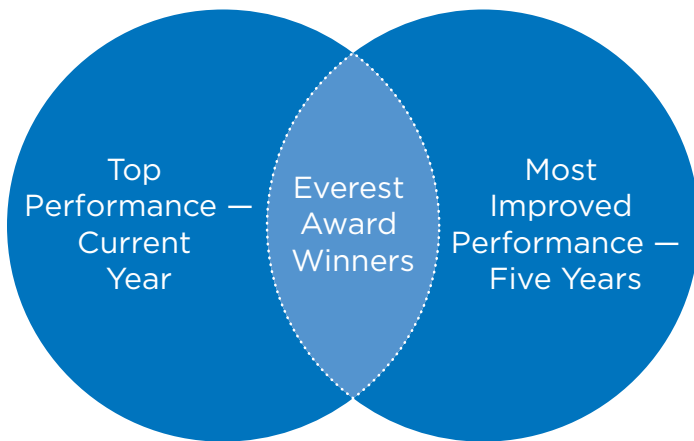 Top
Performance —
Current
Year
Everest
Award
Winners
Most
Improved
Performance —
Five Years